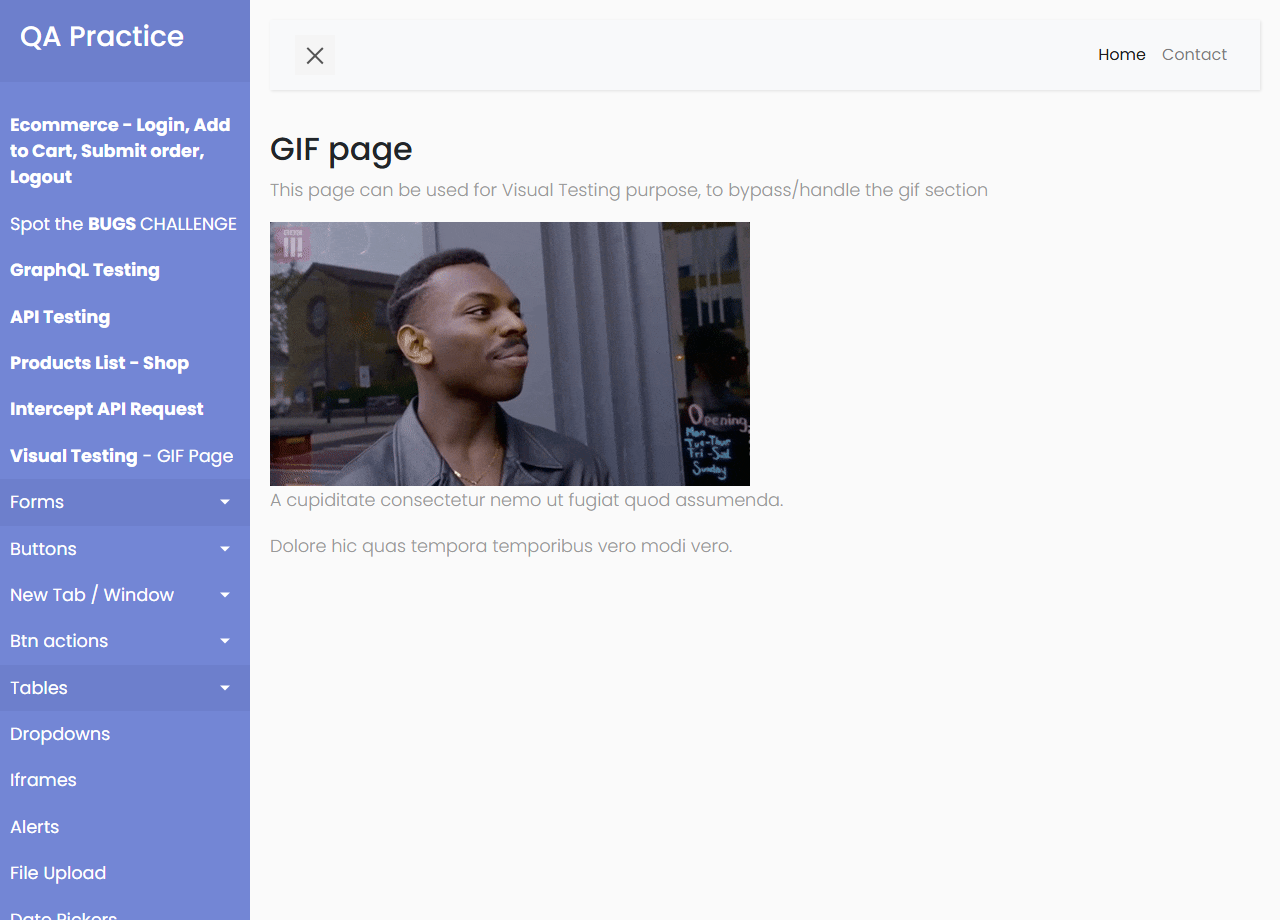 QA Practice
Home Contact
Ecommerce - Login, Add
to Cart, Submit order,
Logout
Spot the BUGS CHALLENGE
GraphQL Testing
API Testing
Products List - Shop
Intercept API Request
Visual Testing - GIF Page
Forms
Buttons
New Tab / Window
Btn actions
Tables
Dropdowns
Iframes
Alerts
File Upload
Date Pickers
GIF page
This page can be used for Visual Testing purpose, to bypass/handle the gif section
Opening
Mon
Tue-Thur
Fri-Sat
Sunday
A cupiditate consectetur nemo ut fugiat quod assumenda.
Dolore hic quas tempora temporibus vero modi vero.